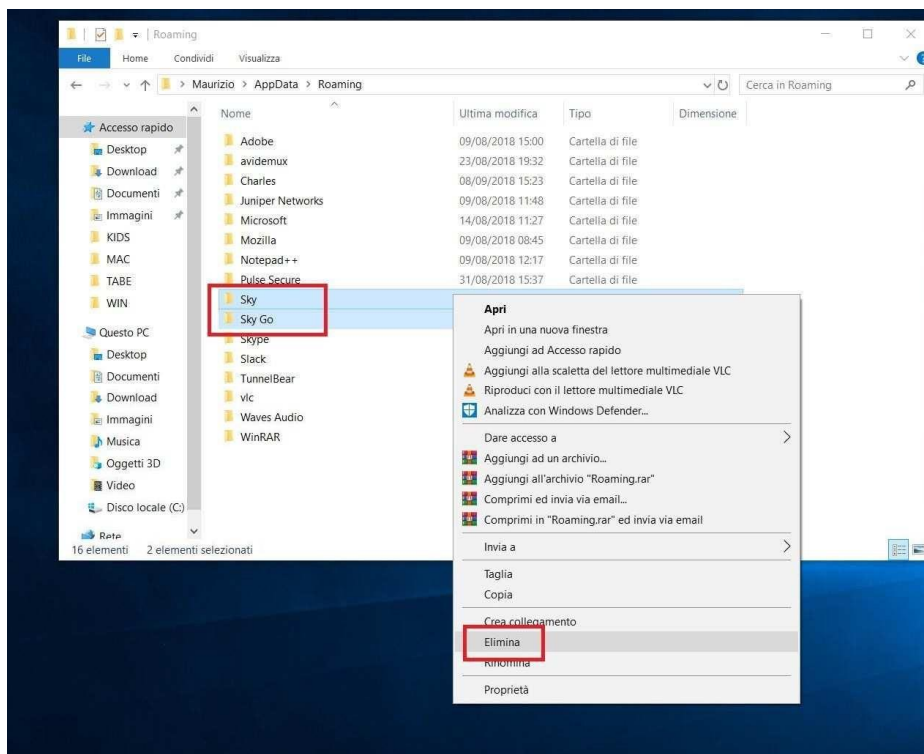 Roaming
File Home Condividi Visualizza
Maurizio > AppData > Roaming
Cerca in Roaming
Nome Ultima modifica Tipo Dimensione
Accesso rapido
Desktop
Download
Documenti
Immagini
KIDS
MAC
TABE
WIN
Questo PC
Desktop
Documenti
Download
Immagini
Musica
Oggetti 3D
Video
Disco locale (C:)
Rete
Adobe 09/08/2018 15:00 Cartella di file
avidemux 23/08/2018 19:32 Cartella di file
Charles 08/09/2018 15:23 Cartella di file
Juniper Networks 09/08/2018 11:48 Cartella di file
Microsoft 14/08/2018 11:27 Cartella di file
Mozilla 09/08/2018 08:45 Cartella di file
Notepad++ 09/08/2018 12:17 Cartella di file
Pulse Secure 31/08/2018 15:37 Cartella di file
Sky
Sky Go
Skype
Slack
TunnelBear
vlc
Waves Audio
WinRAR
Apri
Apri in una nuova finestra
Aggiungi ad Accesso rapido
Aggiungi alla scaletta del lettore multimediale VLC
Riproduci con il lettore multimediale VLC
Analizza con Windows Defender...
Dare accesso a
Aggiungi ad un archivio...
Aggiungi all'archivio "Roaming.rar"
Comprimi ed invia via email...
Comprimi in "Roaming.rar" ed invia via email
Invia a
Taglia
Copia
Crea collegamento
Elimina
Rinomina
Proprietà
16 elementi 2 elementi selezionati